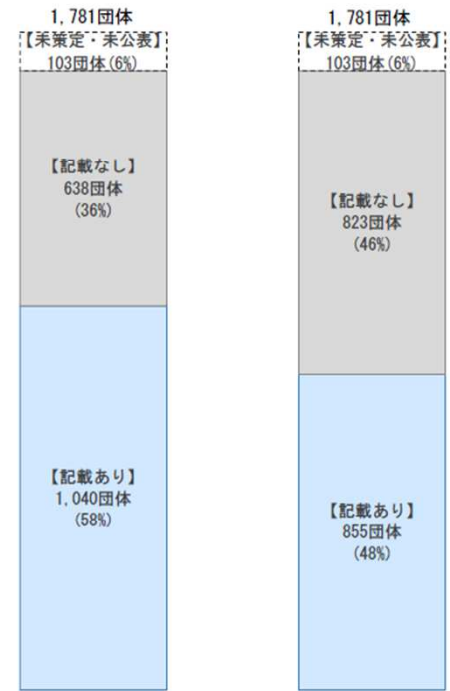 1,781団体
【未策定・未公表】
103団体(6%)
【記載なし】
638団体
(36%)
【記載あり】
1,040団体
(58%)
1,781団体
【未策定・未公表】
103団体(6%)
【記載なし】
823団体
(46%)
【記載あり】
855団体
(48%)